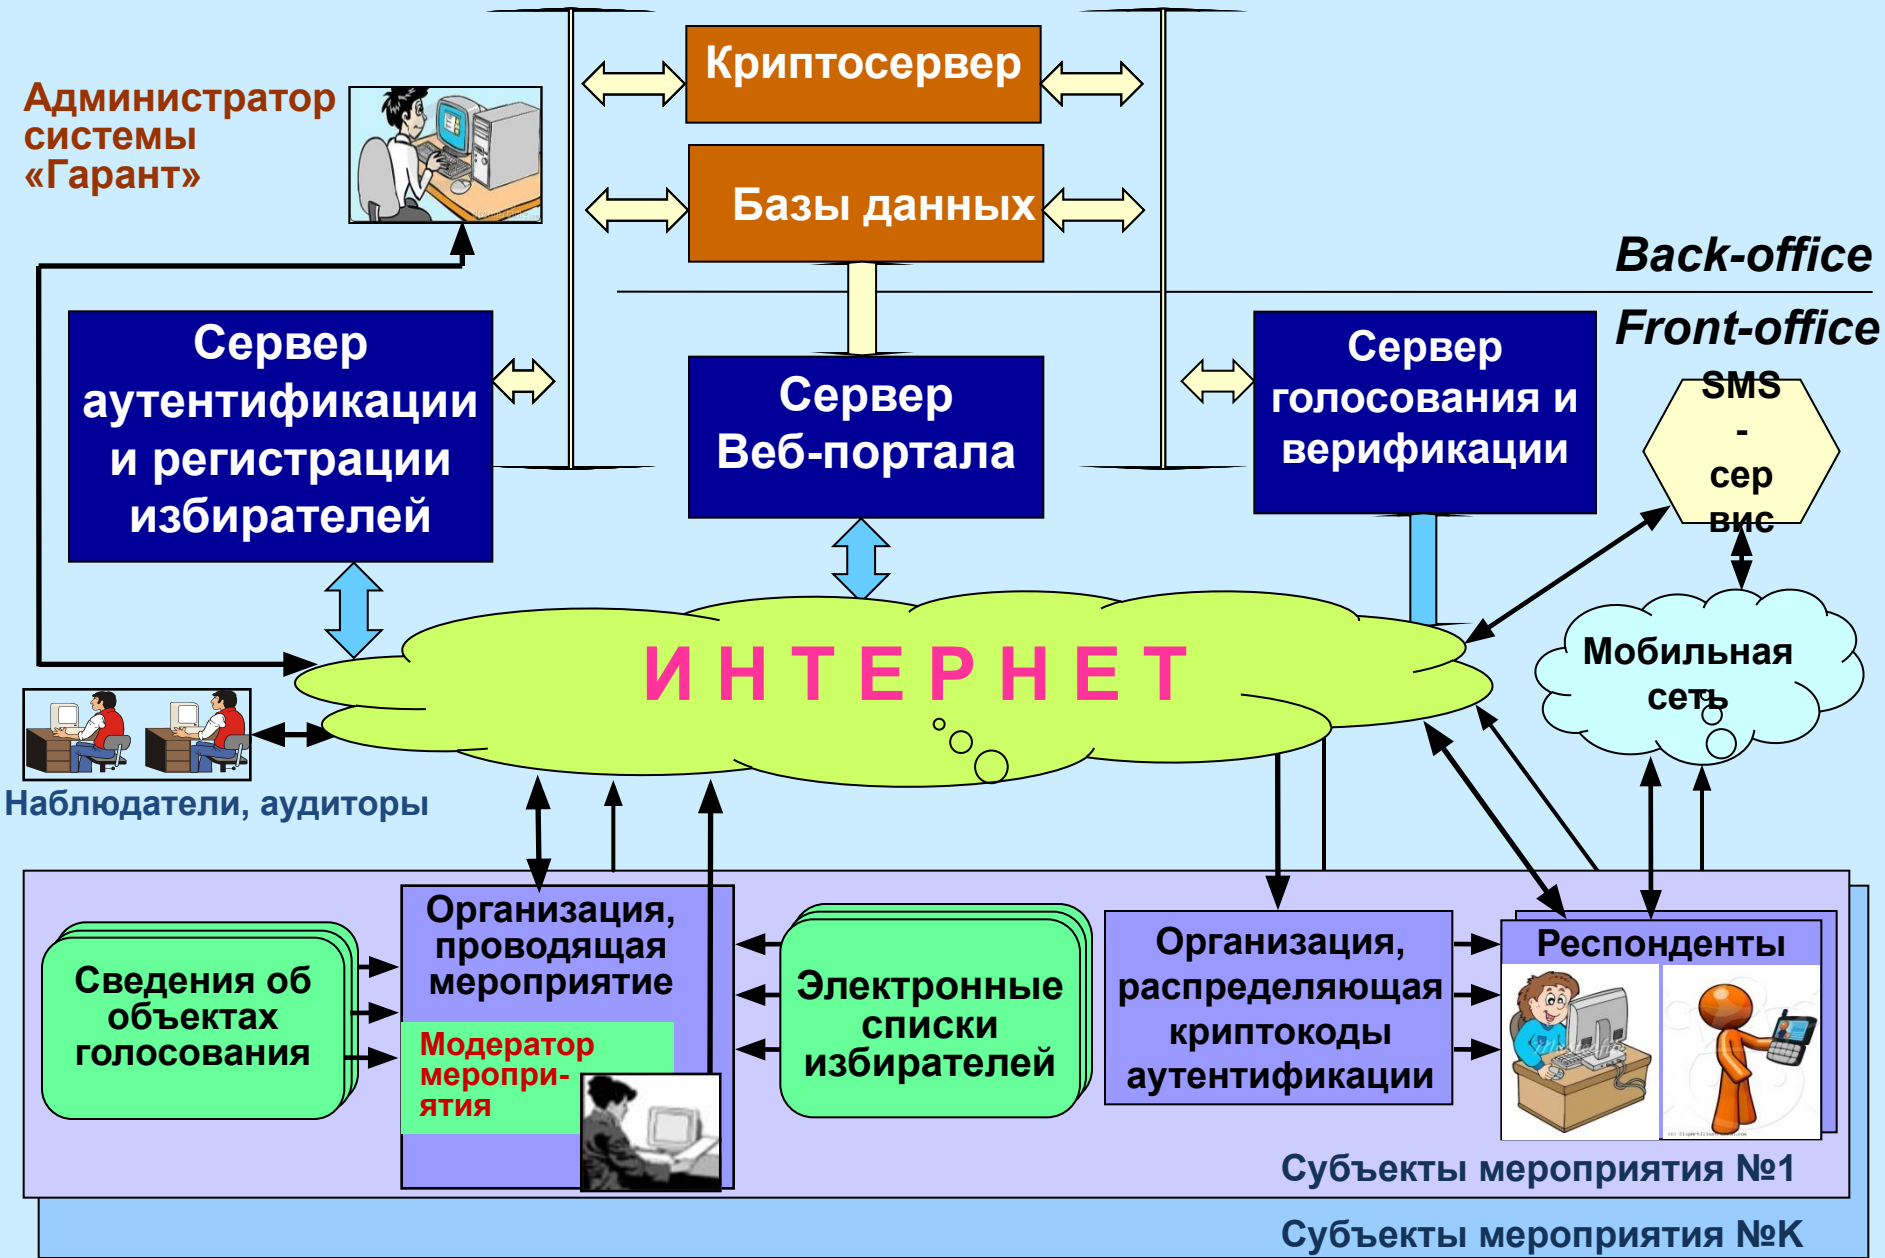 Криптосервер
Администратор
системы
«Гарант»
Базы данных
Back-office
Front-office
Сервер
аутентификации
и регистрации
избирателей
Сервер
Веб-портала
Сервер
голосования и
верификации
SMS
-
сер
вис
ИНТЕРНЕТ
Мобильная
сеть
Наблюдатели, аудиторы
Сведения об
объектах
голосования
Организация,
проводящая
мероприятие
Модератор
меропри-
ятия
Электронные
списки
избирателей
Организация,
распределяющая
криптокоды
аутентификации
Респонденты
Субъекты мероприятия №1
Субъекты мероприятия №K